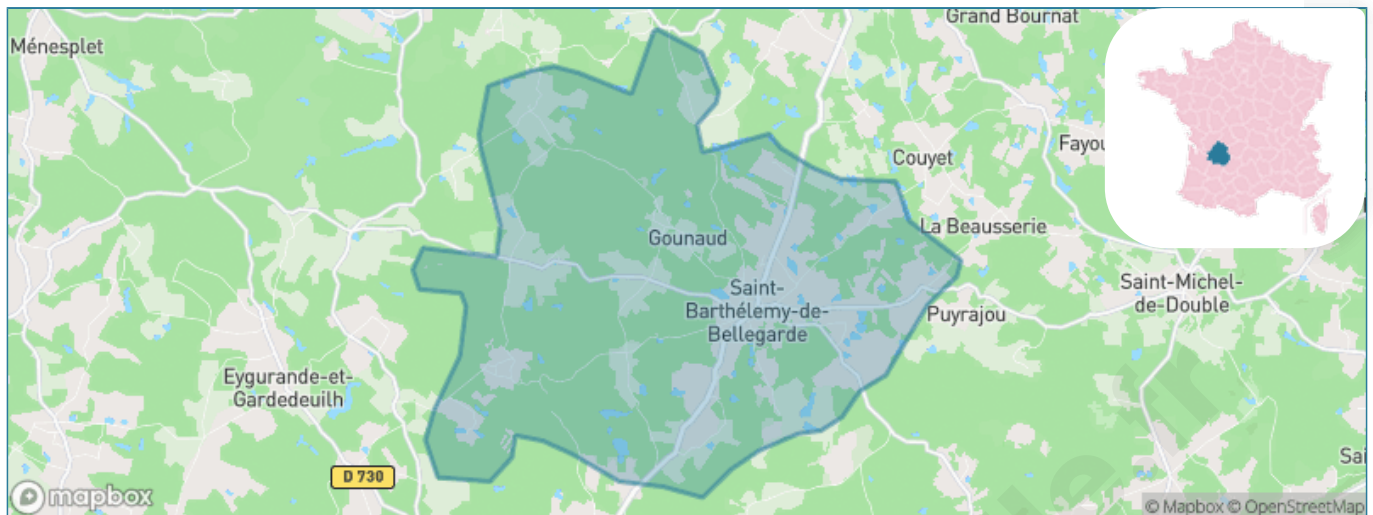 Grand Bournat
Ménesplet
Couyet
La Beausserie
Gounaud
Saint-
Barthélemy-de-
Bellegarde
Puyrajou
Saint-Michel-
de-Double
Eygurande-et-
Gardedeuilh
D 730
mapbox
© Mapbox © OpenStreetMap